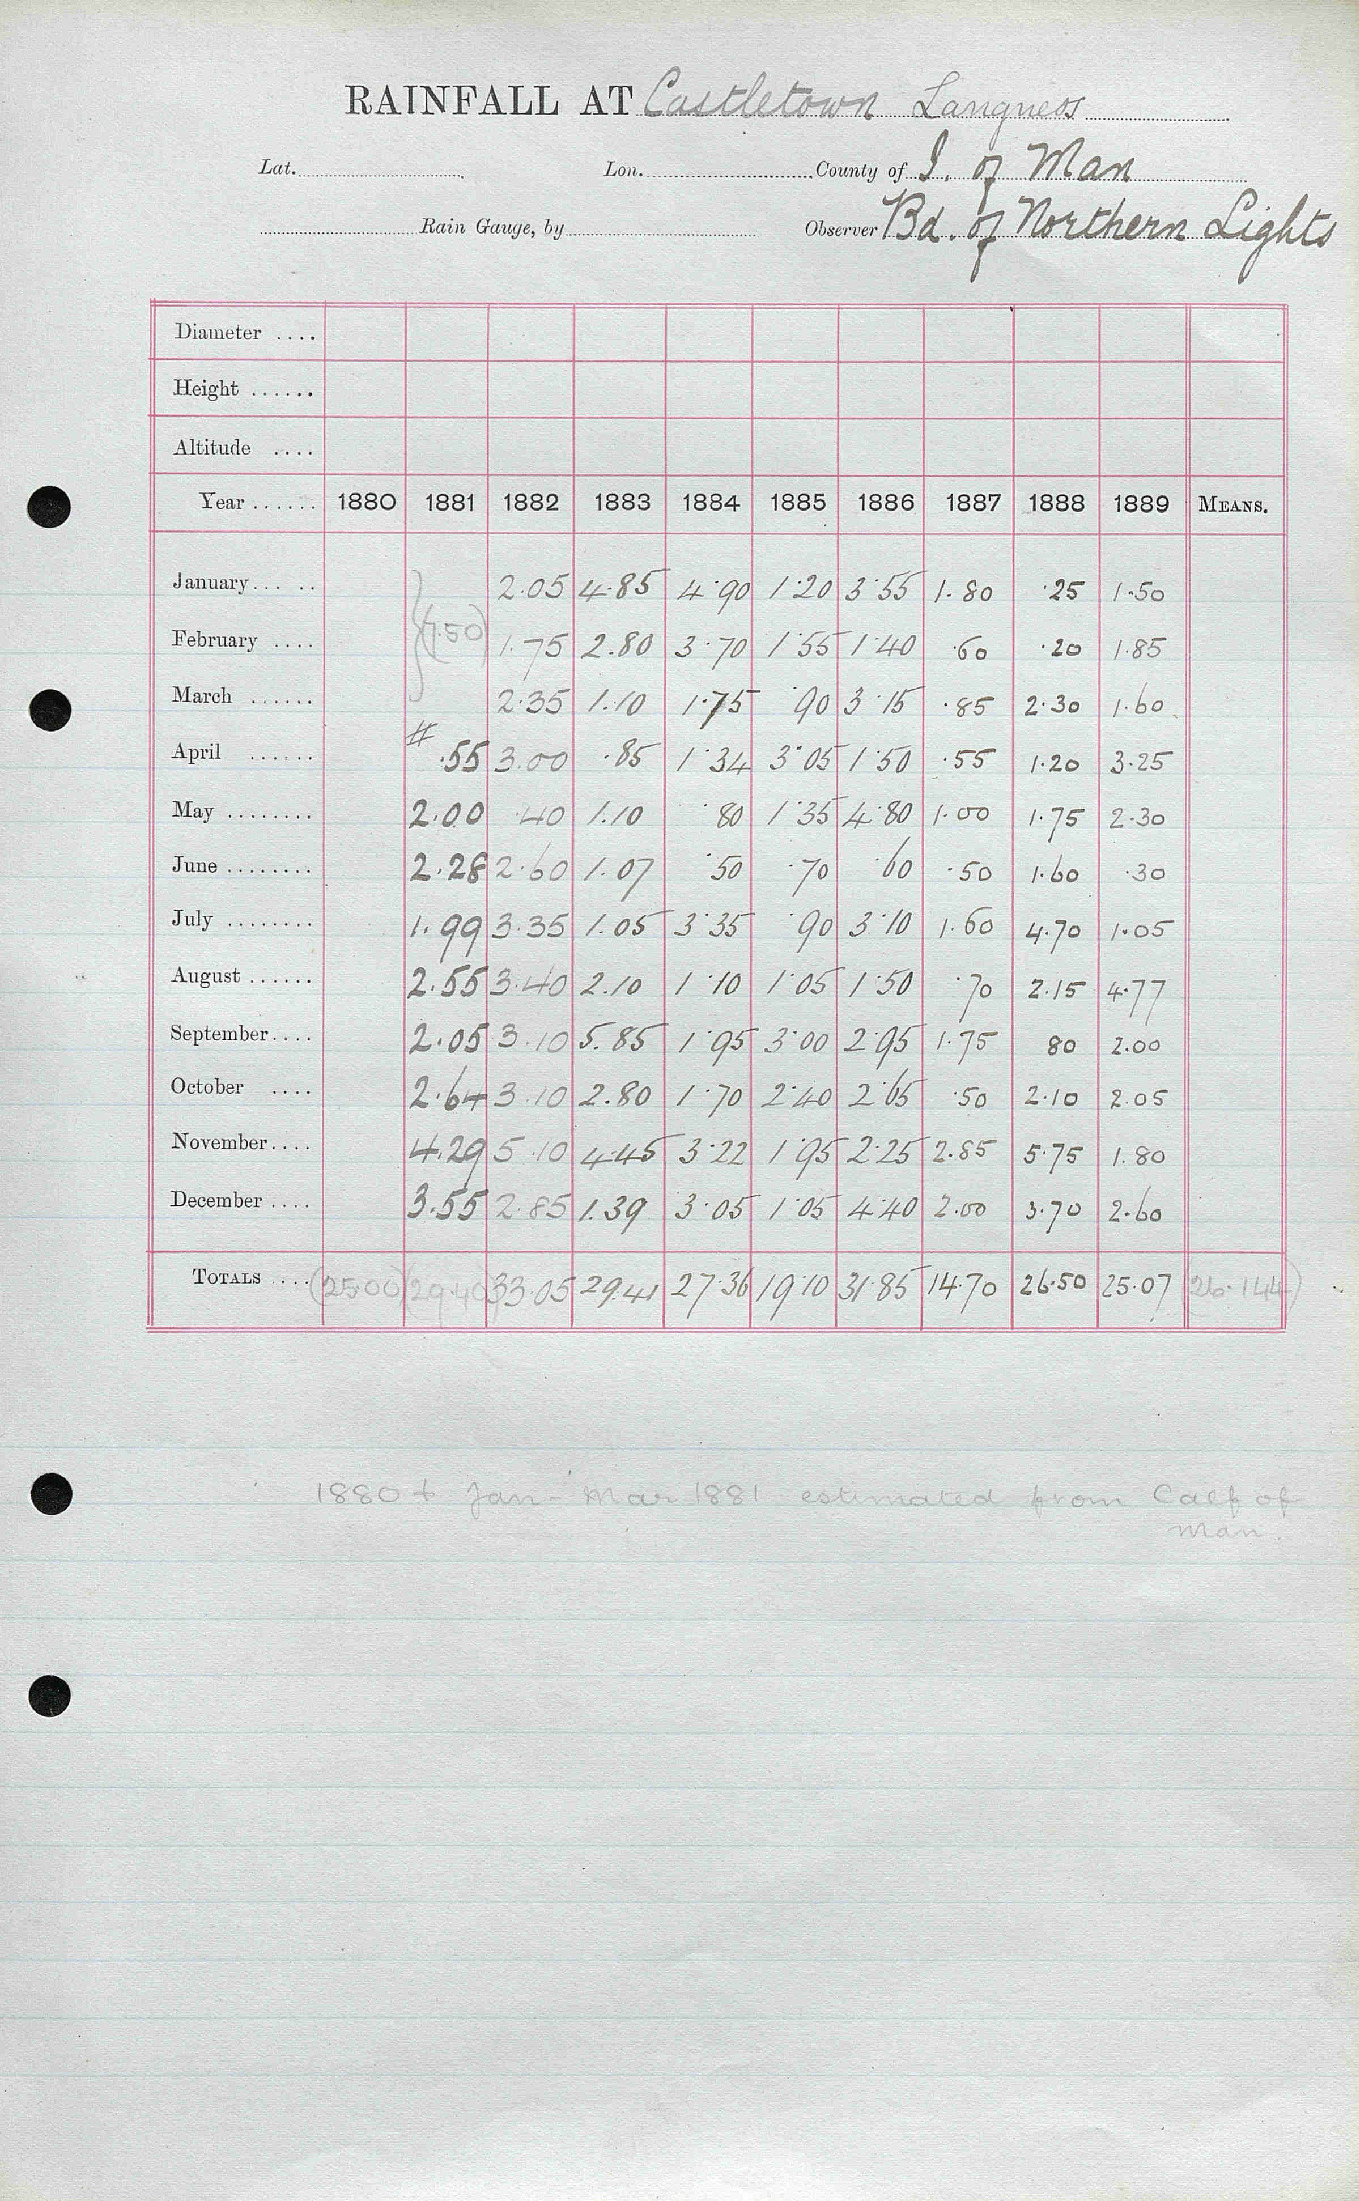 RAINFALL AT Castletown Langness
Lat. Lon. County of I. of Man
Rain Gauge, by Observer Bd. of Northern Lights
Diameter ....
Height ......
Altitude ....
Year ...... 1880 1881 1882 1883 1884 1885 1886 1887 1888 1889 MEANS.
January ... .. 2.05 4.85 4.90 1.20 3.55 1.80 .25 1.50
February .... (7.50) 1.75 2.80 3.70 1.55 1.40 .60 .20 1.85
March ...... 2.35 1.10 1.75 .90 3.15 .85 2.30 1.60
April ...... # .55 3.00 .85 1.34 3.05 1.50 .55 1.20 3.25
May ........ 2.00 .40 1.10 .80 1.35 4.80 1.00 1.75 2.30
June ........ 2.28 2.60 1.07 .50 .70 .60 .50 1.60 .30
July ........ 1.99 3.35 1.05 3.35 .90 3.10 1.60 4.70 1.05
August ...... 2.55 3.40 2.10 1.10 1.05 1.50 .70 2.15 4.77
September .... 2.05 3.10 5.85 1.95 3.00 2.95 1.75 80 2.00
October .... 2.64 3.10 2.80 1.70 2.40 2.65 .50 2.10 2.05
November .... 4.29 5.10 4.45 3.22 1.95 2.25 2.85 5.75 1.80
December .... 3.55 2.85 1.39 3.05 1.05 4.40 2.00 3.70 2.60
TOTALS .... (25.00) (29.40) 33.05 29.41 27.36 19.10 31.85 14.70 26.50 25.07 (26.144)
1880 + Jan - Mar 1881 estimated from Calf of
Man.